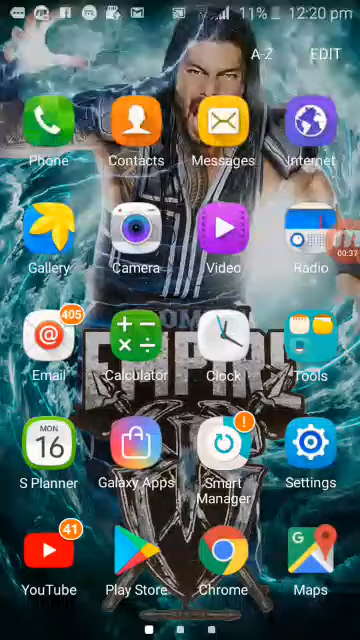 11% 12:20 pm
A-Z EDIT
Phone Contacts Messages Internet
Gallery Camera Video Radio
00:37
405
Email Calculator Clock Tools
EMPIRE
MON
16
!
S Planner Galaxy Apps Smart Manager Settings
41
YouTube Play Store Chrome Maps